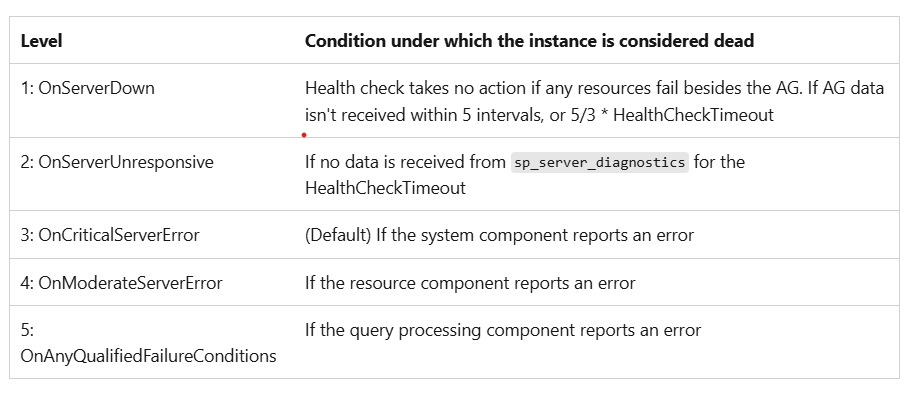 Level Condition under which the instance is considered dead
1: OnServerDown Health check takes no action if any resources fail besides the AG. If AG data
isn't received within 5 intervals, or 5/3 * HealthCheckTimeout
2: OnServerUnresponsive If no data is received from sp_server_diagnostics for the
HealthCheckTimeout
3: OnCriticalServerError (Default) If the system component reports an error
4: OnModerateServerError If the resource component reports an error
5: If the query processing component reports an error
OnAnyQualifiedFailureConditions